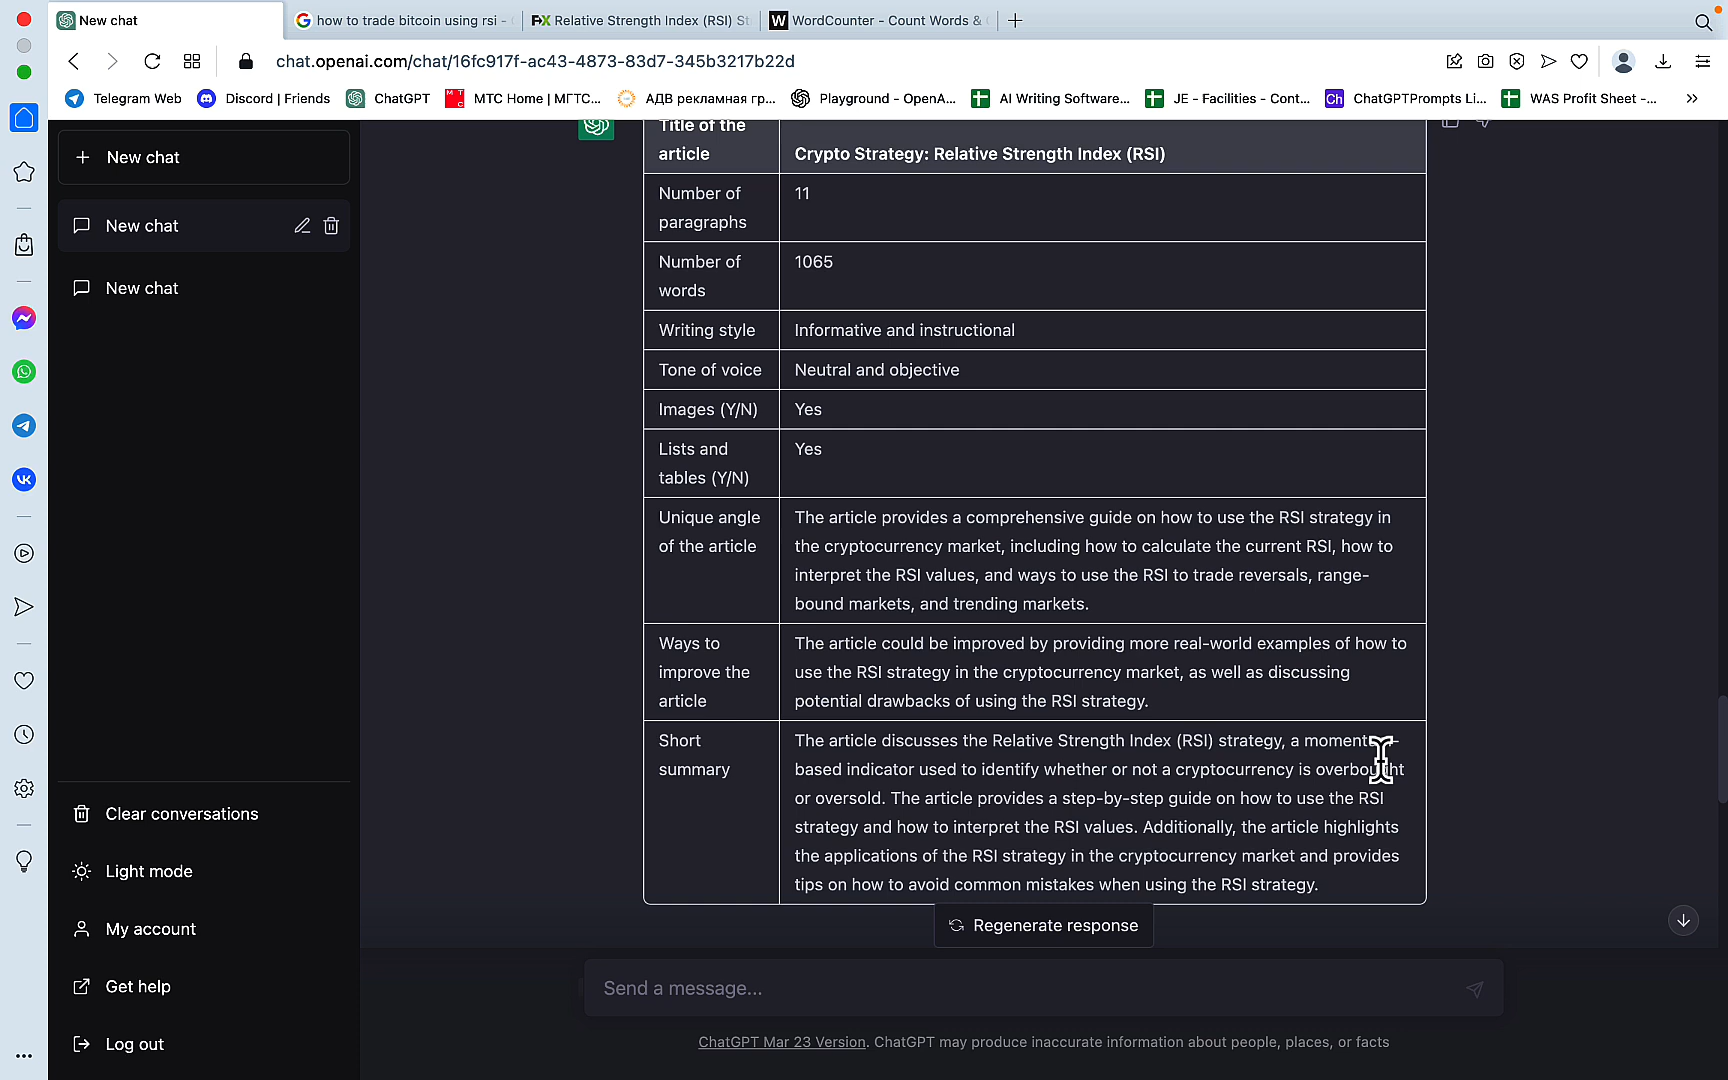 New chat
how to trade bitcoin using rsi -
Relative Strength Index (RSI) St
WordCounter - Count Words &
chat.openai.com/chat/16fc917f-ac43-4873-83d7-345b3217b22d
Telegram Web
Discord | Friends
ChatGPT
МТС Home | МГТС...
АДВ рекламная гр...
Playground - OpenA...
AI Writing Software...
JE - Facilities - Cont...
Ch ChatGPTPrompts Li...
WAS Profit Sheet -...
New chat
New chat
New chat
Clear conversations
Light mode
My account
Get help
Log out
Title of the
article
Crypto Strategy: Relative Strength Index (RSI)
Number of
paragraphs
11
Number of
words
1065
Writing style
Informative and instructional
Tone of voice
Neutral and objective
Images (Y/N)
Yes
Lists and
tables (Y/N)
Yes
Unique angle
of the article
The article provides a comprehensive guide on how to use the RSI strategy in
the cryptocurrency market, including how to calculate the current RSI, how to
interpret the RSI values, and ways to use the RSI to trade reversals, range-
bound markets, and trending markets.
Ways to
improve the
article
The article could be improved by providing more real-world examples of how to
use the RSI strategy in the cryptocurrency market, as well as discussing
potential drawbacks of using the RSI strategy.
Short
summary
The article discusses the Relative Strength Index (RSI) strategy, a momentum-
based indicator used to identify whether or not a cryptocurrency is overbought
or oversold. The article provides a step-by-step guide on how to use the RSI
strategy and how to interpret the RSI values. Additionally, the article highlights
the applications of the RSI strategy in the cryptocurrency market and provides
tips on how to avoid common mistakes when using the RSI strategy.
Regenerate response
Send a message...
ChatGPT Mar 23 Version. ChatGPT may produce inaccurate information about people, places, or facts